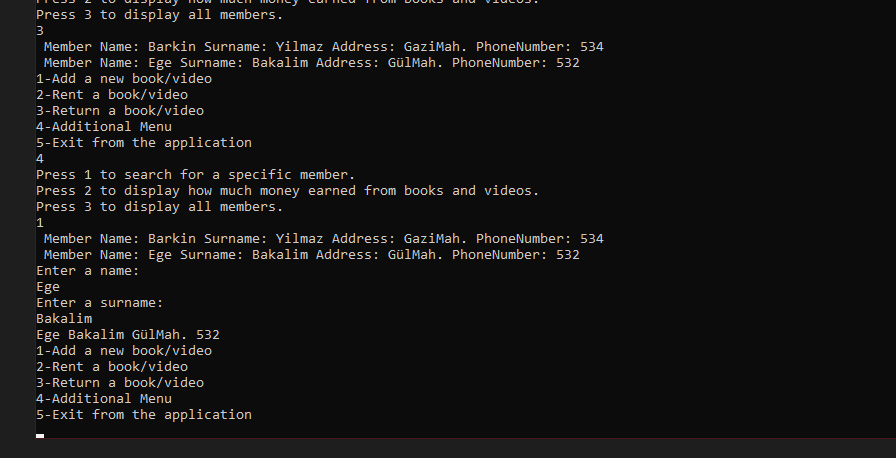 Press 2 to display how much money earned from books and videos.
Press 3 to display all members.
3
Member Name: Barkin Surname: Yilmaz Address: GaziMah. PhoneNumber: 534
Member Name: Ege Surname: Bakalim Address: GülMah. PhoneNumber: 532
1-Add a new book/video
2-Rent a book/video
3-Return a book/video
4-Additional Menu
5-Exit from the application
4
Press 1 to search for a specific member.
Press 2 to display how much money earned from books and videos.
Press 3 to display all members.
1
Member Name: Barkin Surname: Yilmaz Address: GaziMah. PhoneNumber: 534
Member Name: Ege Surname: Bakalim Address: GülMah. PhoneNumber: 532
Enter a name:
Ege
Enter a surname:
Bakalim
Ege Bakalim GülMah. 532
1-Add a new book/video
2-Rent a book/video
3-Return a book/video
4-Additional Menu
5-Exit from the application